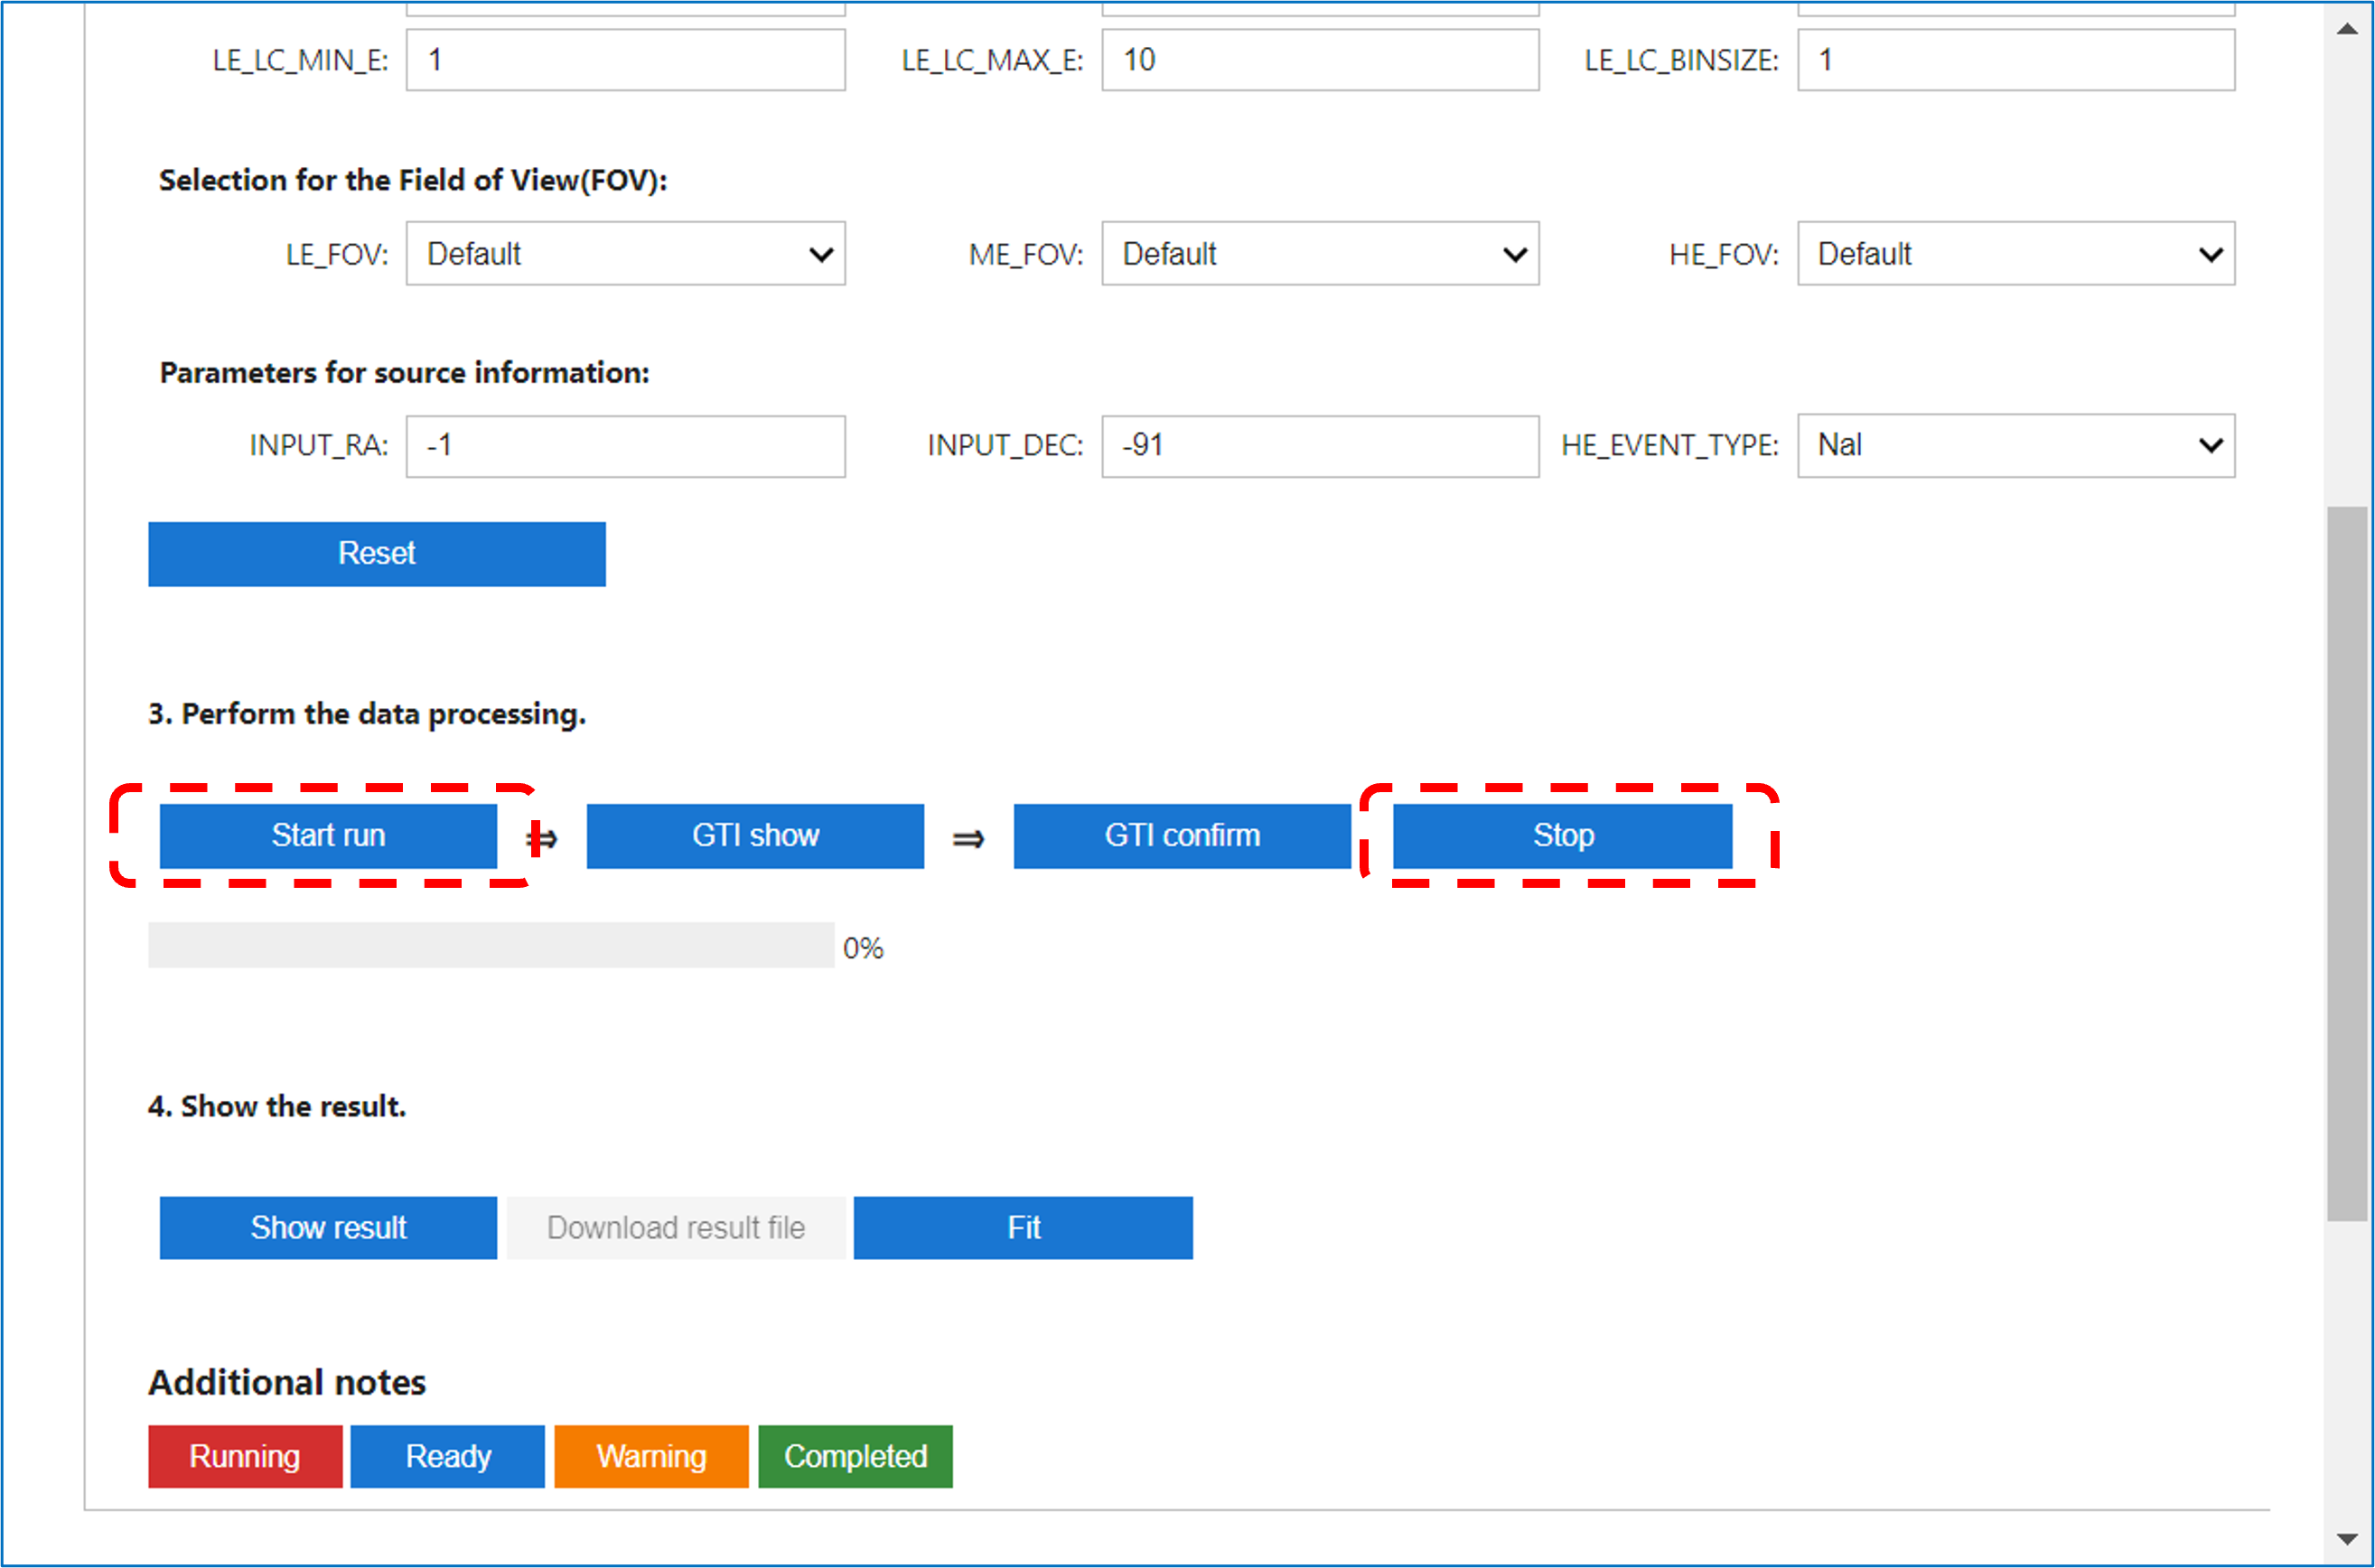 LE_LC_MIN_E: 1 LE_LC_MAX_E: 10 LE_LC_BINSIZE: 1
Selection for the Field of View(FOV):
LE_FOV: Default ME_FOV: Default HE_FOV: Default
Parameters for source information:
INPUT_RA: -1 INPUT_DEC: -91 HE_EVENT_TYPE: NaI
Reset
3. Perform the data processing.
Start run ⇒ GTI show ⇒ GTI confirm Stop
0%
4. Show the result.
Show result Download result file Fit
Additional notes
Running Ready Warning Completed